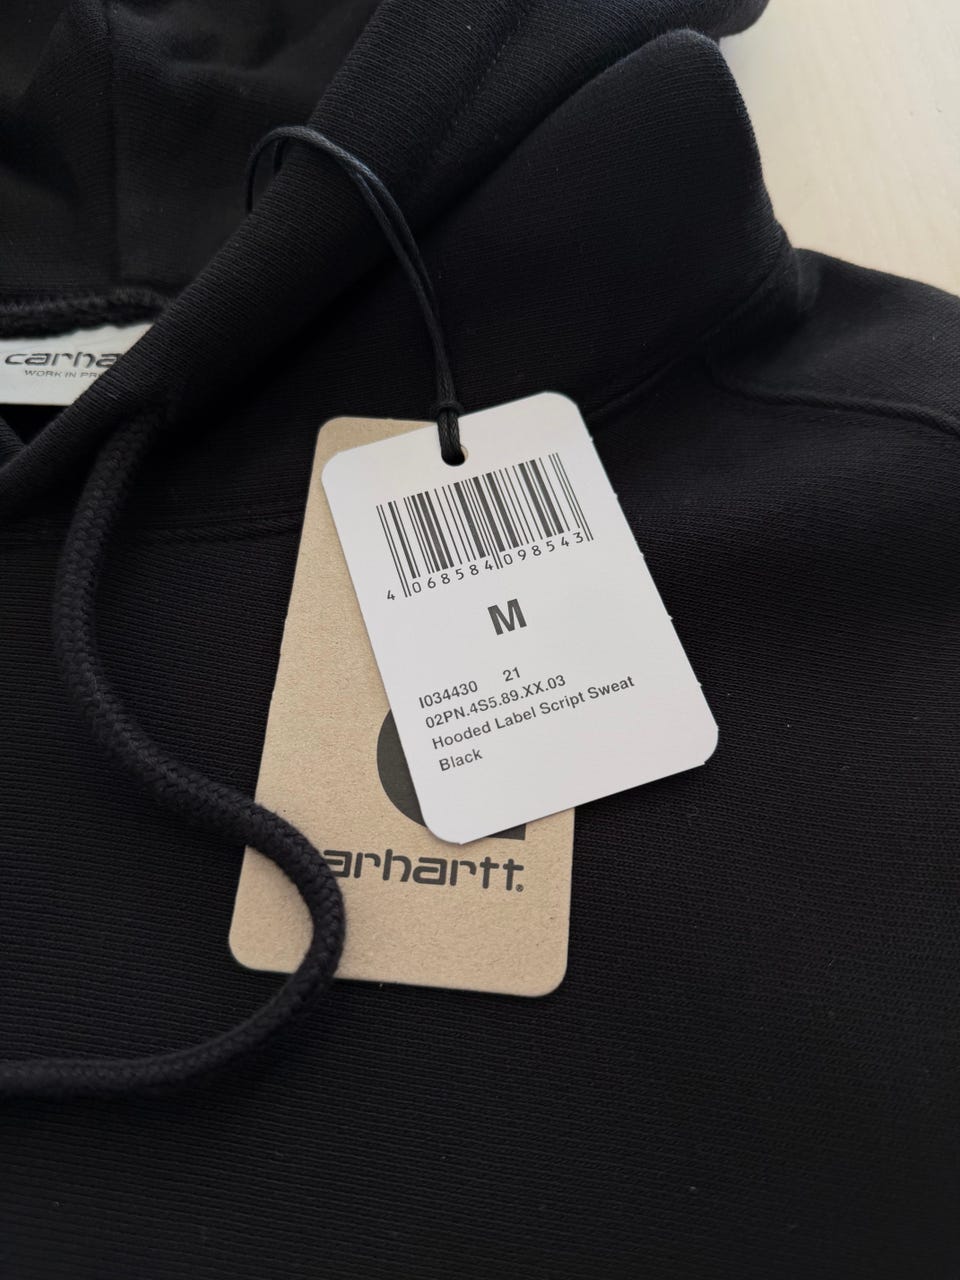 carha
WORK IN PR
4 068584 098543
M
I034430 21
02PN.4S5.89.XX.03
Hooded Label Script Sweat
Black
arhartt®